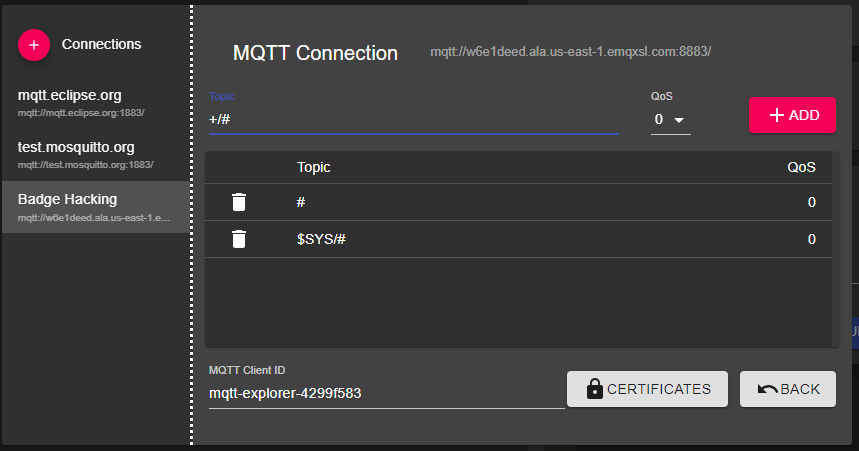 Connections
mqtt.eclipse.org
mqtt://mqtt.eclipse.org:1883/
test.mosquitto.org
mqtt://test.mosquitto.org:1883/
Badge Hacking
mqtt://w6e1deed.ala.us-east-1.e...
MQTT Connection mqtt://w6e1deed.ala.us-east-1.emqxsl.com:8883/
Topic QoS
+/# 0 ADD
Topic QoS
# 0
$SYS/# 0
MQTT Client ID
mqtt-explorer-4299f583
CERTIFICATES BACK